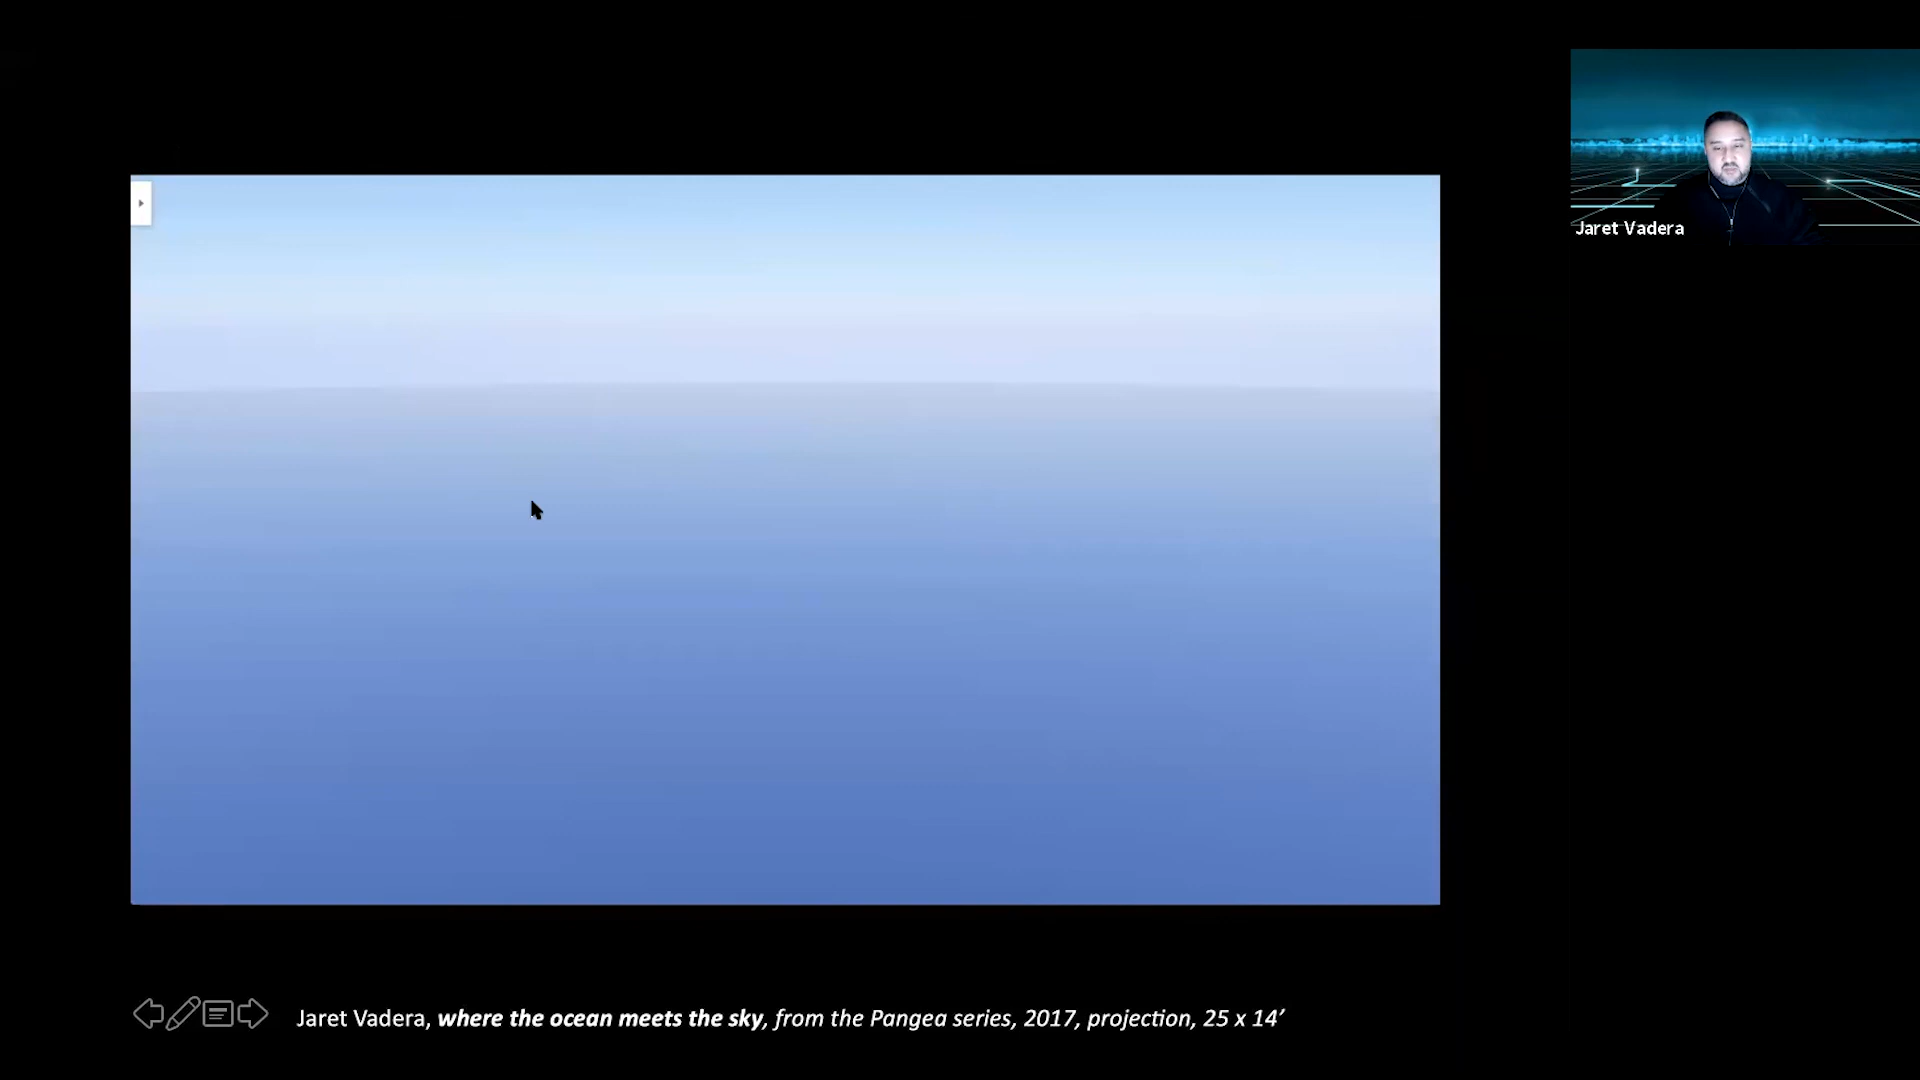 Jaret Vadera
Jaret Vadera, where the ocean meets the sky, from the Pangea series, 2017, projection, 25 x 14’